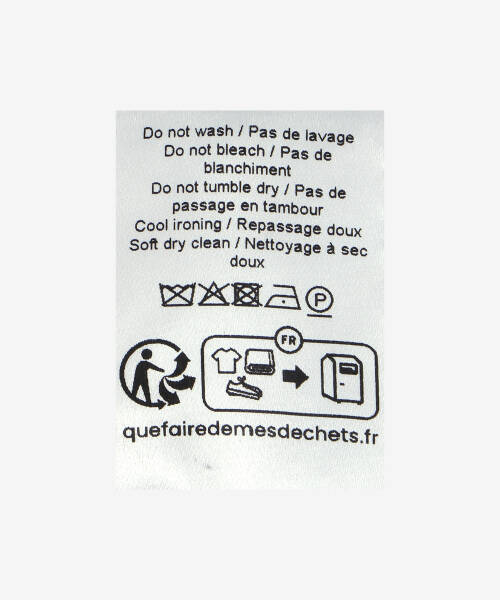 Do not wash / Pas de lavage
Do not bleach / Pas de
blanchiment
Do not tumble dry / Pas de
passage en tambour
Cool ironing / Repassage doux
Soft dry clean / Nettoyage à sec
doux
P
FR
quefairedemesdechets.fr